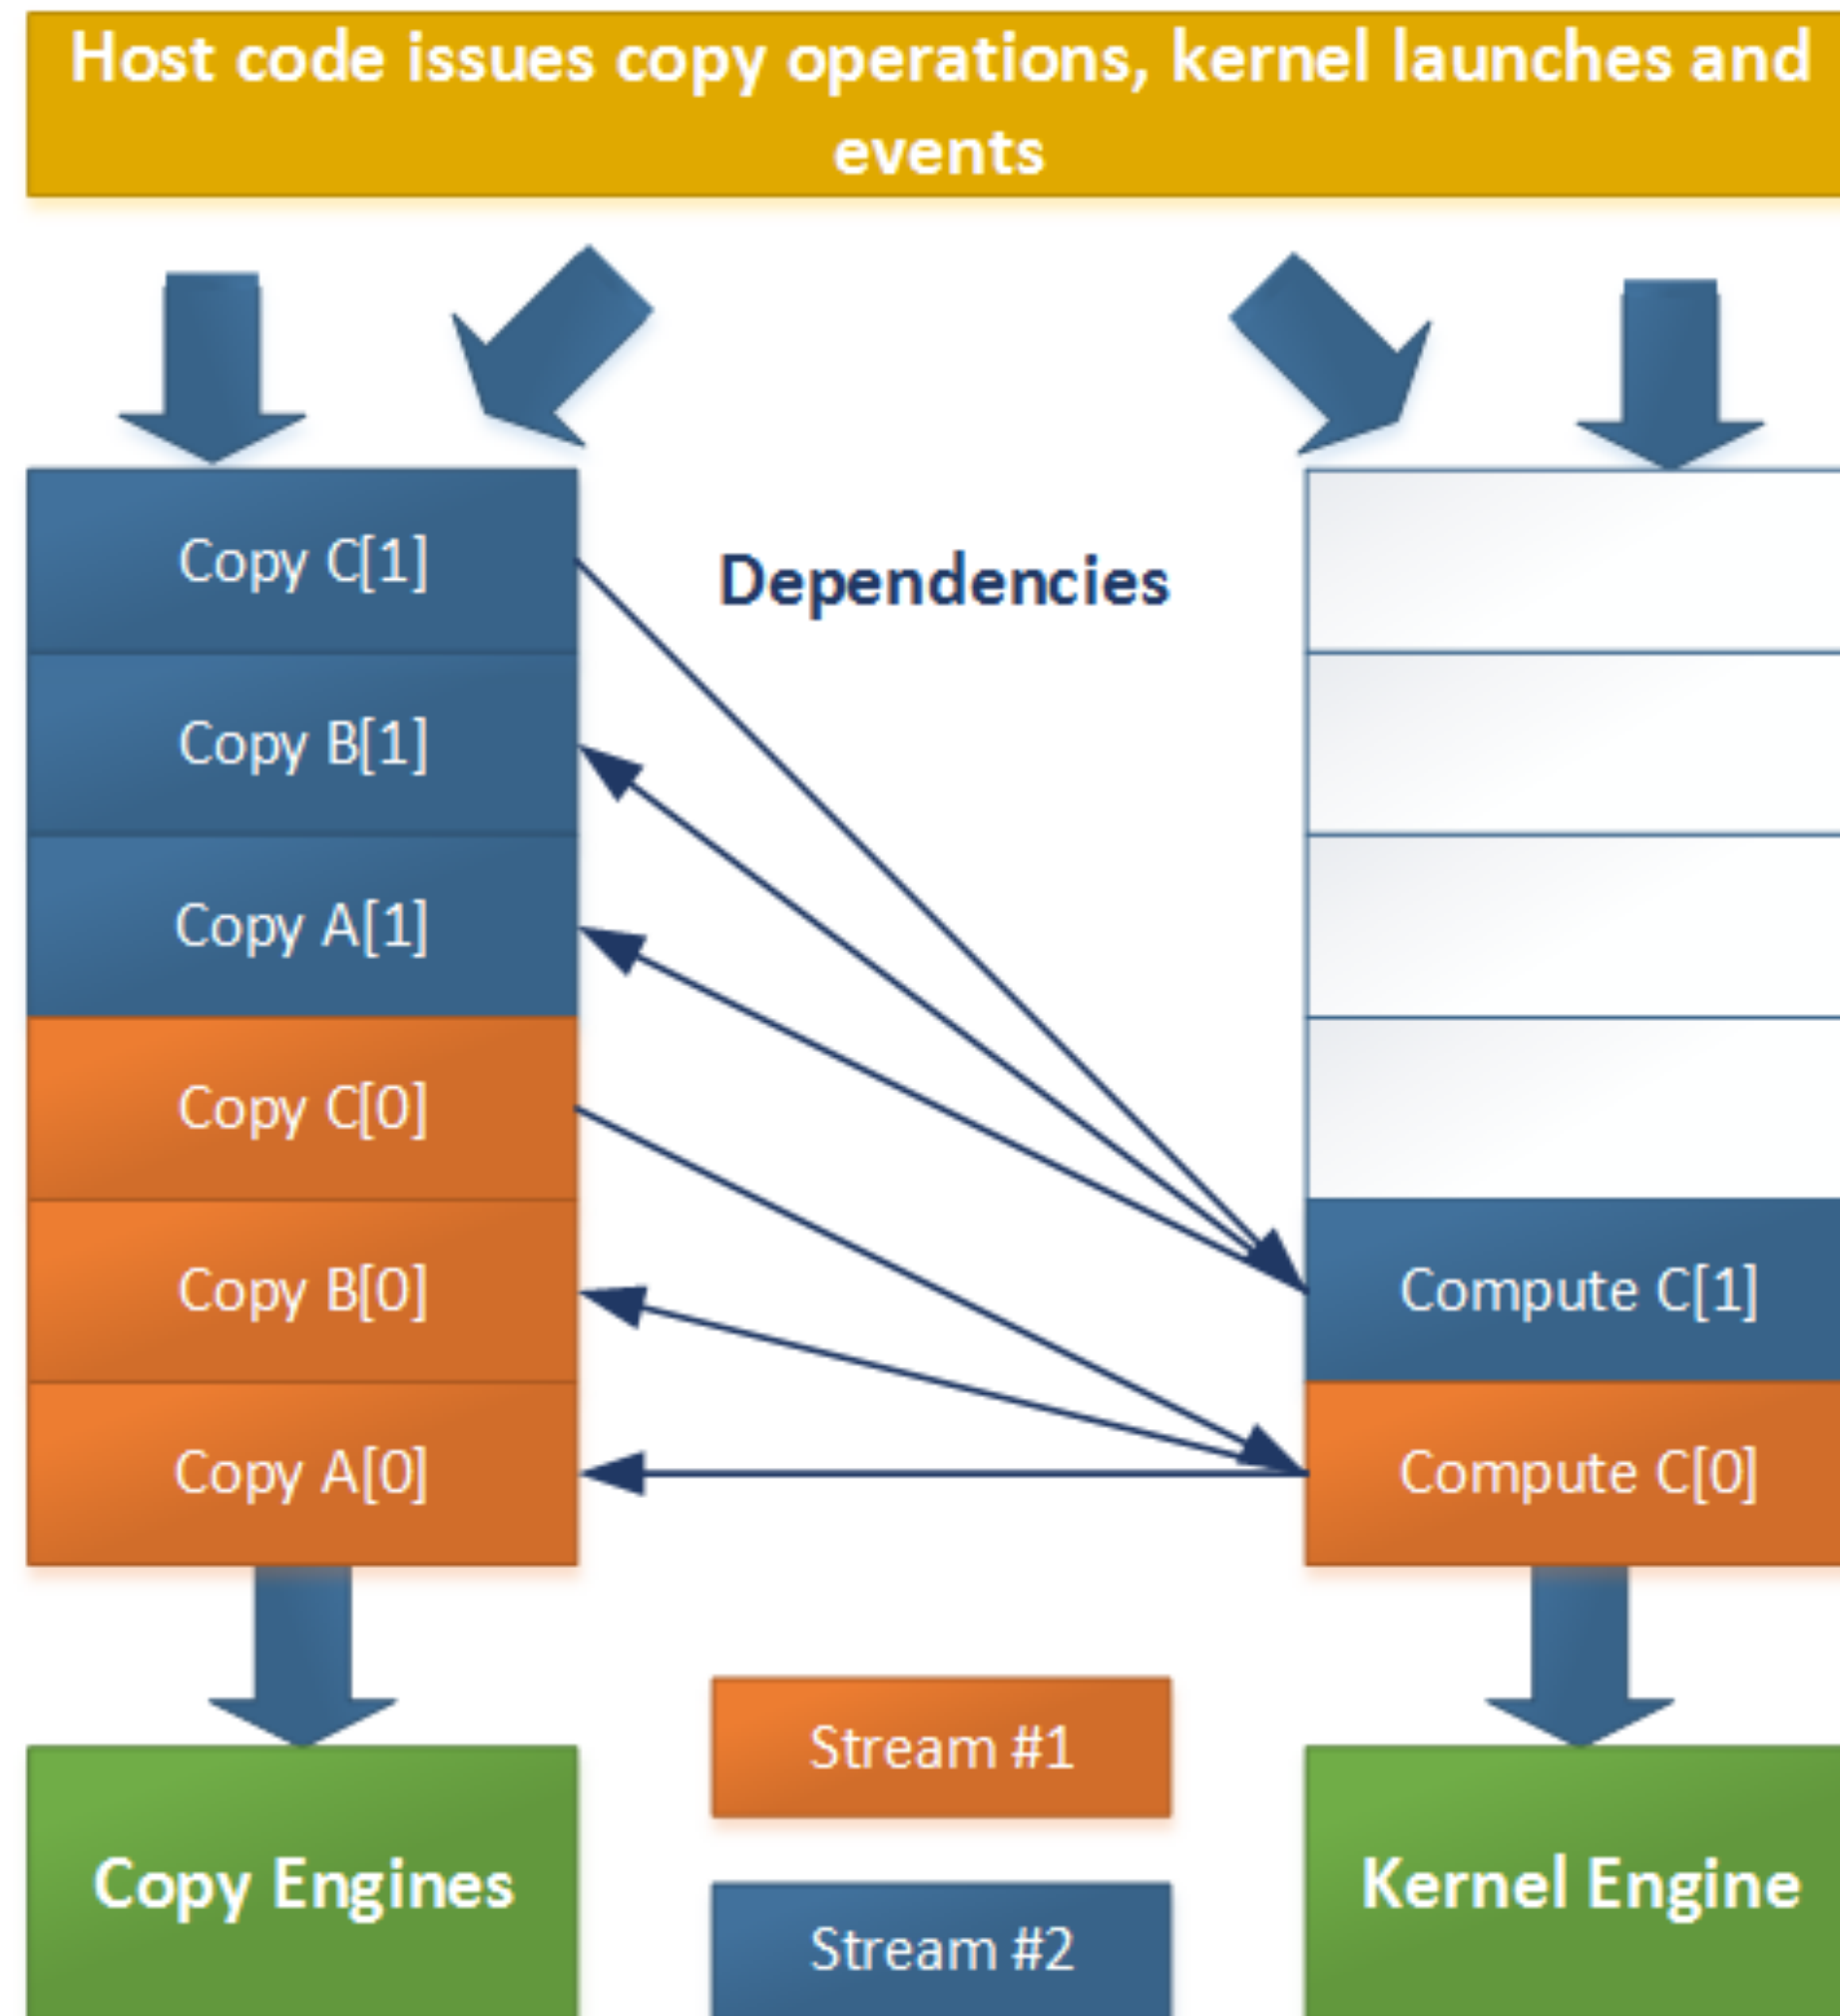 Host code issues copy operations, kernel launches and
events
Dependencies
Copy C[1]
Copy B[1]
Copy A[1]
Copy C[0]
Copy B[0]
Copy A[0]
Compute C[1]
Compute C[0]
Stream #1
Stream #2
Copy Engines
Kernel Engine